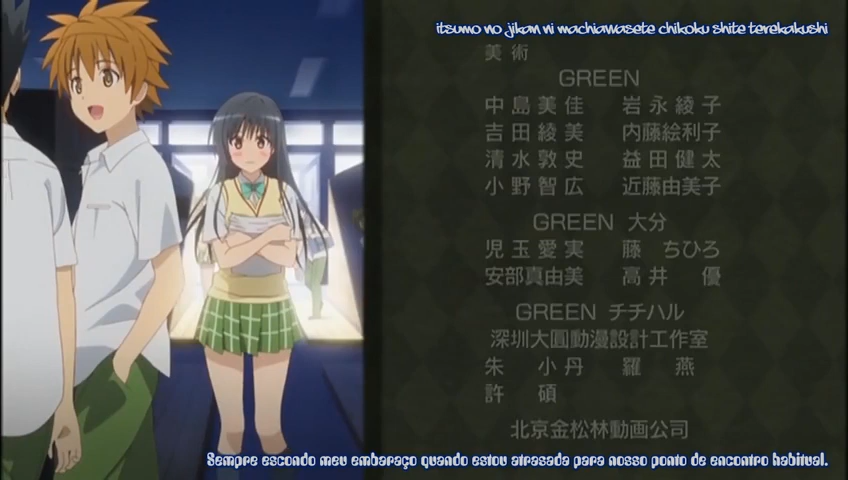 itsumo no jikan ni machiawasete chikoku shite terekakushi
美術
GREEN
中島美佳 岩永綾子
吉田綾美 内藤絵利子
清水敦史 益田健太
小野智広 近藤由美子
GREEN 大分
児玉愛実 藤 ちひろ
安部真由美 高井 優
GREEN チチハル
深圳大圓動漫設計工作室
朱 小丹 羅 燕
許 碩
北京金松林動画公司
Sempre escondo meu embaraço quando estou atrasada para nosso ponto de encontro habitual.